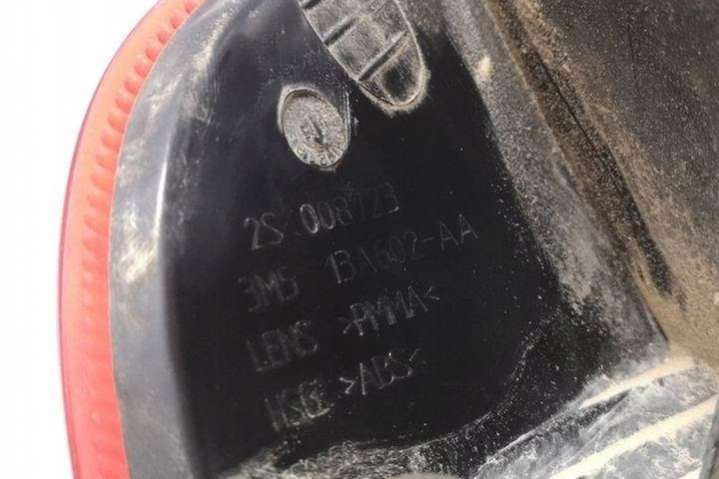 2S 008723
3M5 13A602-AA
LENS >PMMA<
HSG >ABS<